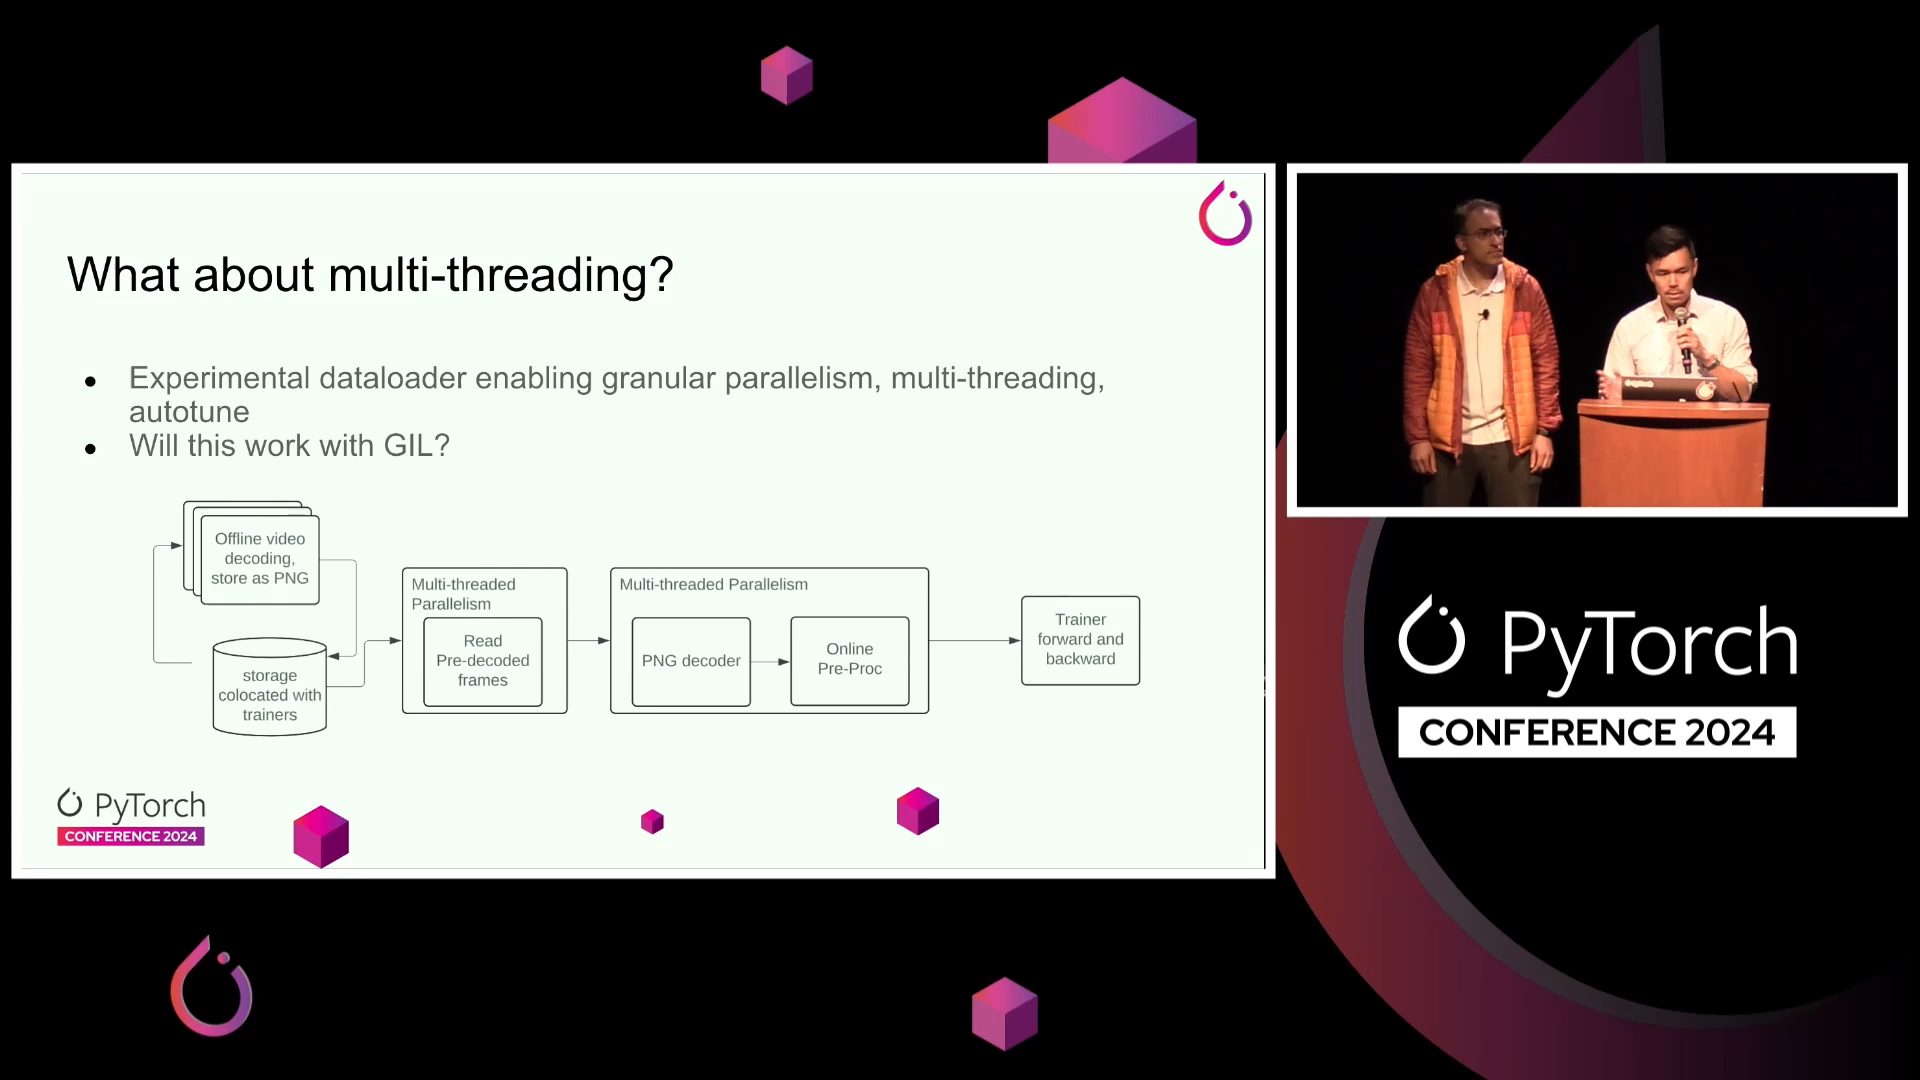 What about multi-threading?
Experimental dataloader enabling granular parallelism, multi-threading,
autotune
Will this work with GIL?
Offline video
decoding,
store as PNG
storage
colocated with
trainers
Multi-threaded
Parallelism
Read
Pre-decoded
frames
Multi-threaded Parallelism
PNG decoder
Online
Pre-Proc
Trainer
forward and
backward
PyTorch
CONFERENCE 2024
PyTorch
PyTorch
CONFERENCE 2024